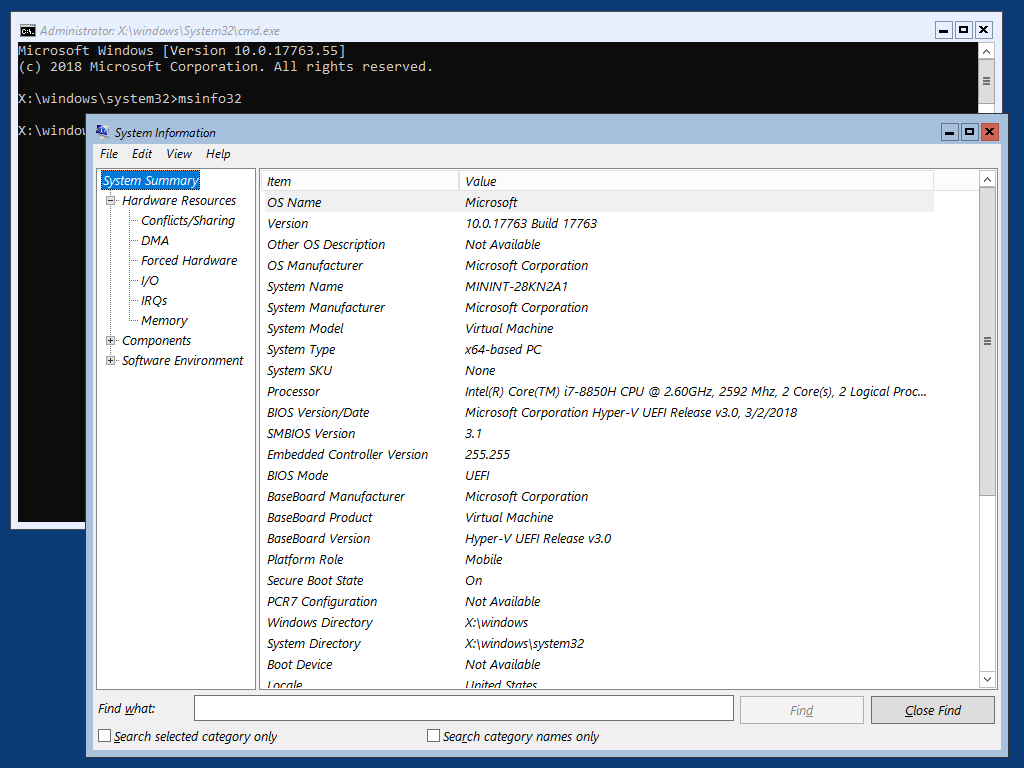 Administrator: X:\windows\System32\cmd.exe
Microsoft Windows [Version 10.0.17763.55]
(c) 2018 Microsoft Corporation. All rights reserved.
X:\windows\system32>msinfo32
X:\windo
System Information
File Edit View Help
System Summary
Hardware Resources
Conflicts/Sharing
DMA
Forced Hardware
I/O
IRQs
Memory
Components
Software Environment
Item Value
OS Name Microsoft
Version 10.0.17763 Build 17763
Other OS Description Not Available
OS Manufacturer Microsoft Corporation
System Name MININT-28KN2A1
System Manufacturer Microsoft Corporation
System Model Virtual Machine
System Type x64-based PC
System SKU None
Processor Intel(R) Core(TM) i7-8850H CPU @ 2.60GHz, 2592 Mhz, 2 Core(s), 2 Logical Proc...
BIOS Version/Date Microsoft Corporation Hyper-V UEFI Release v3.0, 3/2/2018
SMBIOS Version 3.1
Embedded Controller Version 255.255
BIOS Mode UEFI
BaseBoard Manufacturer Microsoft Corporation
BaseBoard Product Virtual Machine
BaseBoard Version Hyper-V UEFI Release v3.0
Platform Role Mobile
Secure Boot State On
PCR7 Configuration Not Available
Windows Directory X:\windows
System Directory X:\windows\system32
Boot Device Not Available
Locale United States
Find what:
Find
Close Find
Search selected category only
Search category names only